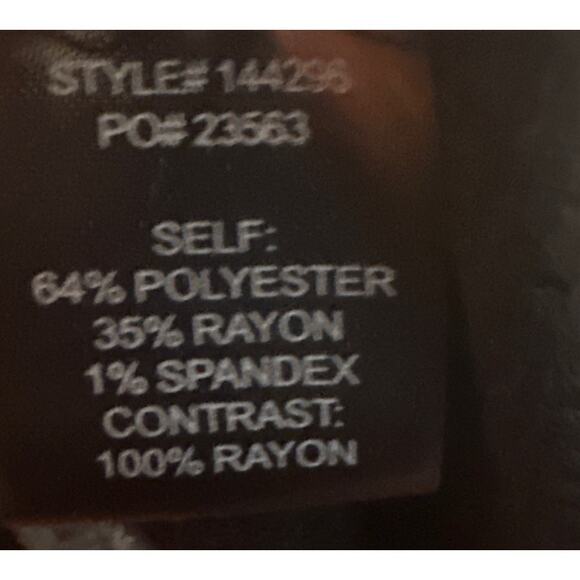 STYLE# 144296
PO# 23563
SELF:
64% POLYESTER
35% RAYON
1% SPANDEX
CONTRAST:
100% RAYON